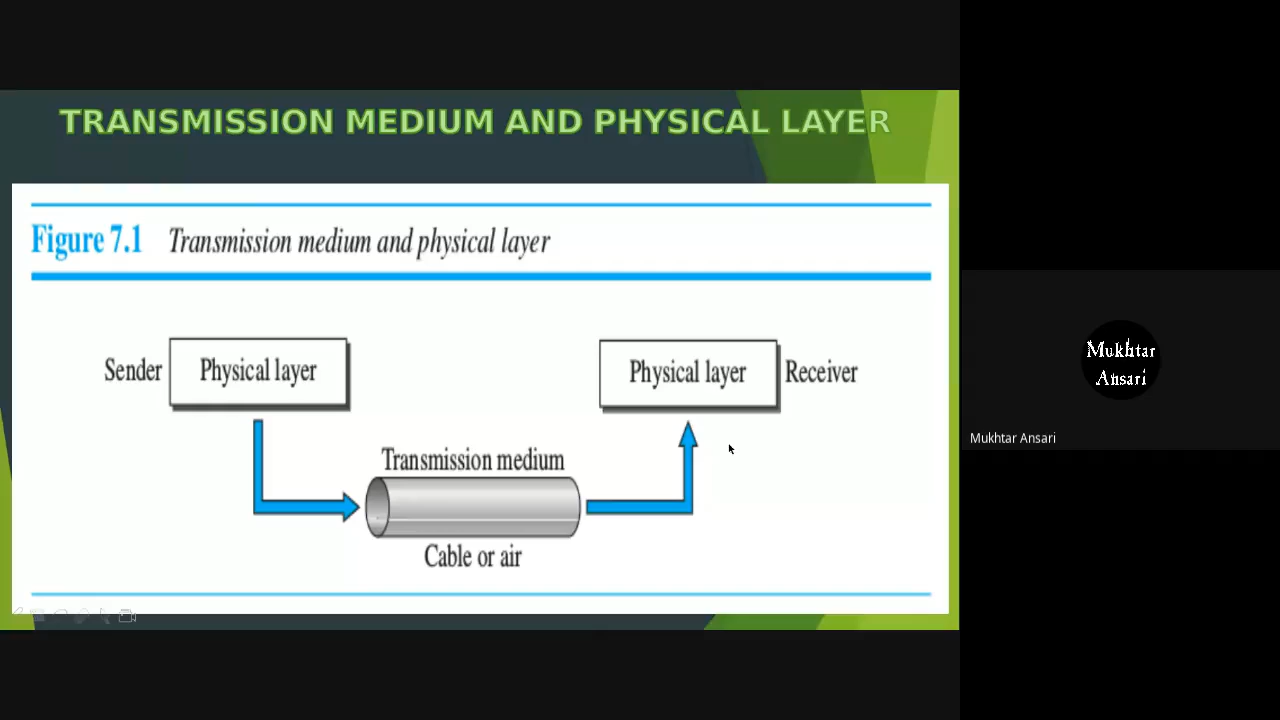 TRANSMISSION MEDIUM AND PHYSICAL LAYER
Figure 7.1 Transmission medium and physical layer
Sender Physical layer Physical layer Receiver
Transmission medium
Cable or air
Mukhtar
Ansari
Mukhtar Ansari